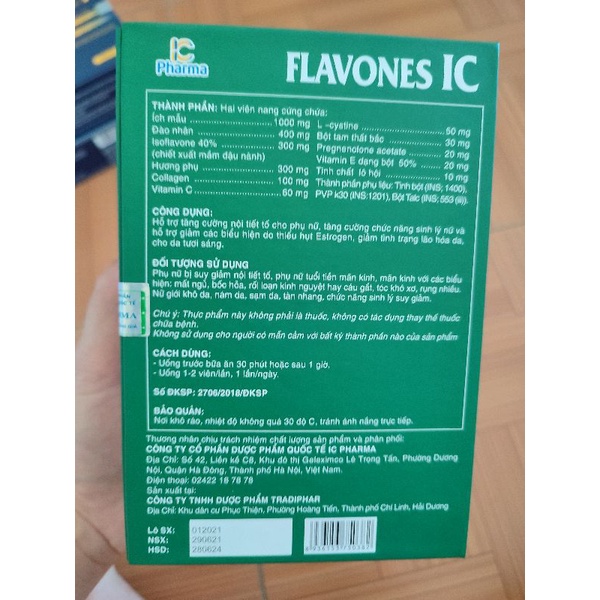 IC
Pharma
FLAVONES IC
THÀNH PHẦN: Hai viên nang cứng chứa:
Ích mẫu 1000 mg
Đào nhân 400 mg
Isoflavone 40% 300 mg
(chiết xuất mầm đậu nành)
Hương phụ 300 mg
Collagen 100 mg
Vitamin C 60 mg
L -cystine 50 mg
Bột tam thất bắc 30 mg
Pregnenolone acetate 20 mg
Vitamin E dạng bột 50% 20 mg
Tinh chất lô hội 10 mg
Thành phần phụ liệu: Tinh bột (INS; 1400),
PVP k30 (INS:1201), Bột Talc (INS; 553 (iii)).
CÔNG DỤNG:
Hỗ trợ tăng cường nội tiết tố cho phụ nữ, tăng cường chức năng sinh lý nữ và
hỗ trợ giảm các biểu hiện do thiếu hụt Estrogen, giảm tình trạng lão hóa da,
cho da tươi sáng.
ĐỐI TƯỢNG SỬ DỤNG
Phụ nữ bị suy giảm nội tiết tố, phụ nữ tuổi tiền mãn kinh, mãn kinh với các biểu
hiện: mất ngủ, bốc hỏa, rối loạn kinh nguyệt hay cáu gắt, tóc khô xơ, rụng nhiều.
Nữ giới khô da, nám da, sạm da, tàn nhang, chức năng sinh lý suy giảm.
Chú ý: Thực phẩm này không phải là thuốc, không có tác dụng thay thế thuốc
chữa bệnh.
Không sử dụng cho người có mẫn cảm với bất kỳ thành phần nào của sản phẩm
CÁCH DÙNG:
- Uống trước bữa ăn 30 phút hoặc sau 1 giờ.
- Uống 1-2 viên/lần, 1 lần/ngày.
Số ĐKSP: 2706/2018/ĐKSP
BẢO QUẢN:
Nơi khô ráo, nhiệt độ không quá 30 độ C, tránh ánh nắng trực tiếp.
Thương nhân chịu trách nhiệm chất lượng sản phẩm và phân phối:
CÔNG TY CỔ PHẦN DƯỢC PHẨM QUỐC TẾ IC PHARMA
Địa Chỉ: Số 42, Liền kề C8, Khu đô thị Geleximco Lê Trọng Tấn, Phường Dương
Nội, Quận Hà Đông, Thành phố Hà Nội, Việt Nam.
Điện thoại: 02422 18 78 78
Sản xuất tại:
CÔNG TY TNHH DƯỢC PHẨM TRADIPHAR
Địa Chỉ: Khu dân cư Phục Thiện, Phường Hoàng Tiến, Thành phố Chí Linh, Hải Dương
Lô SX: 012021
NSX: 290621
HSD: 280624